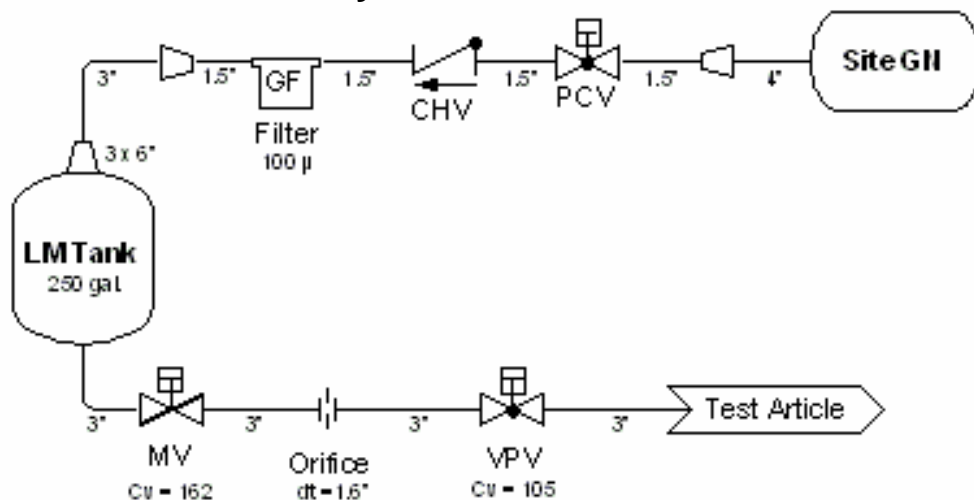 Site GN
3"
1.5"
GF
1.5"
CHV
1.5"
PCV
1.5"
4"
Filter
100 µ
3 x 6"
LM Tank
250 gal.
3"
MV
Cv = 162
3"
Orifice
dt = 1.6"
3"
VPV
Cv = 105
3"
Test Article